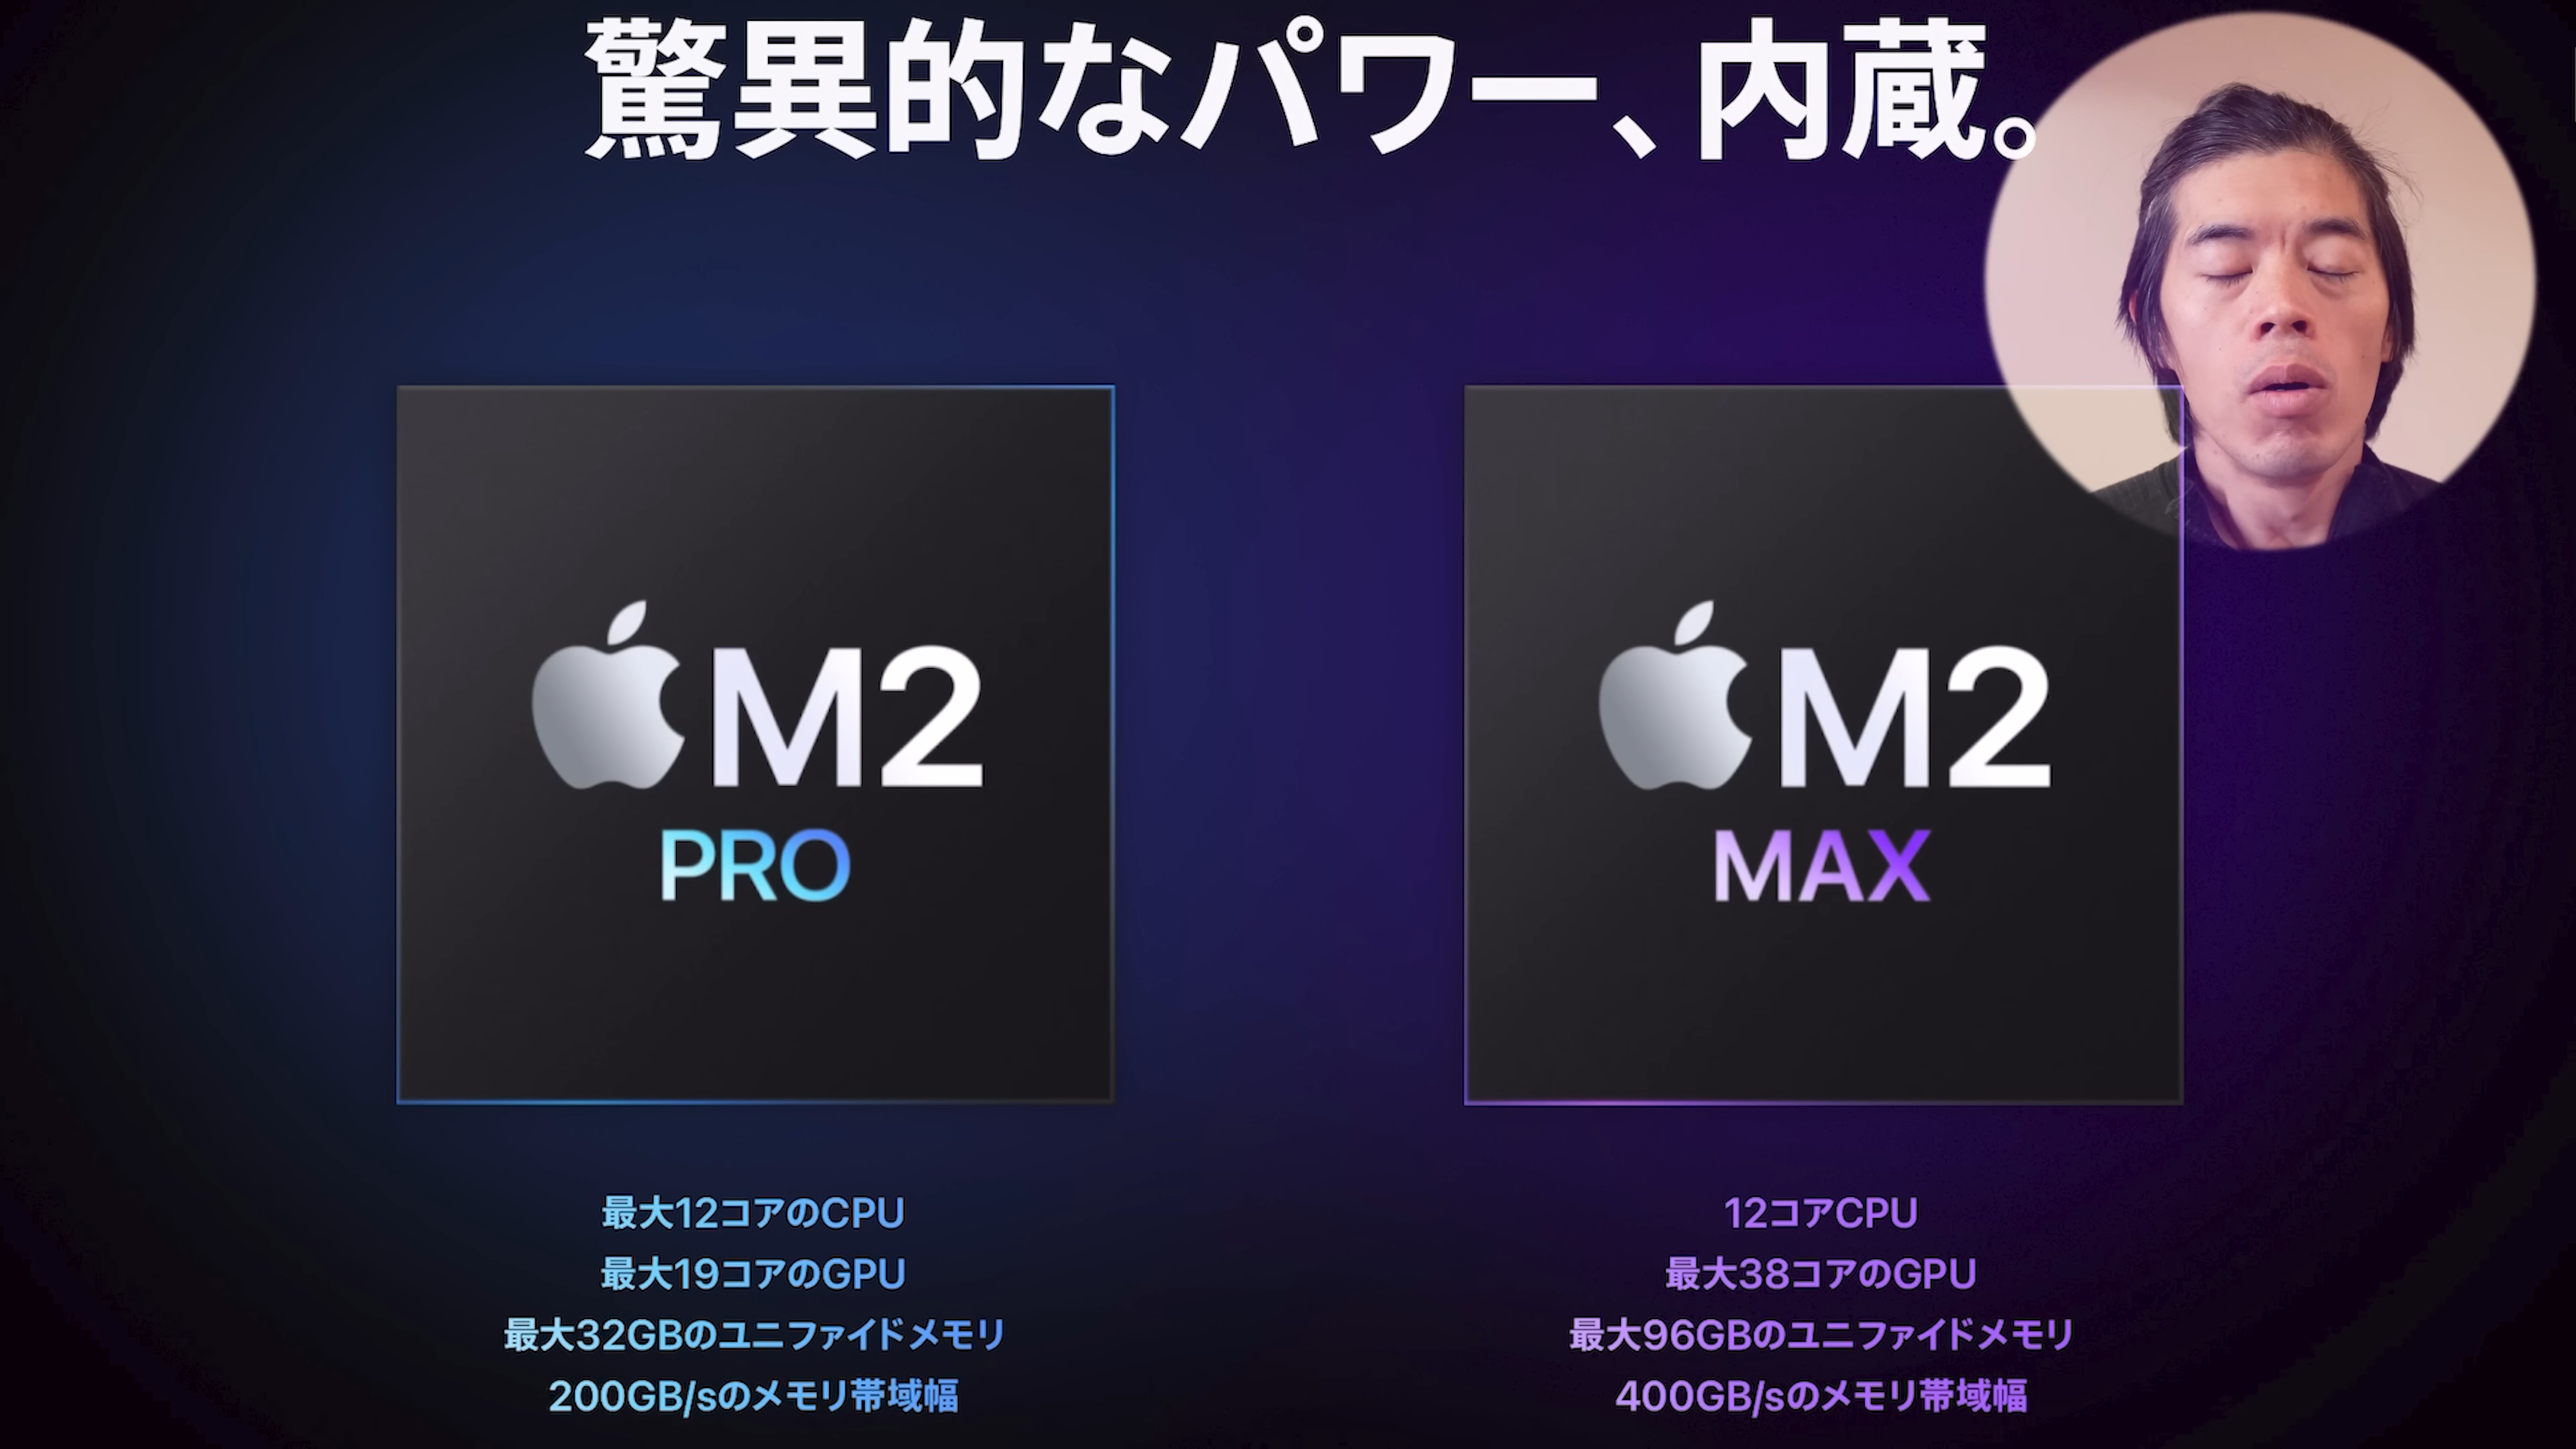 驚異的なパワー、内蔵。
M2
PRO
最大12コアのCPU
最大19コアのGPU
最大32GBのユニファイドメモリ
200GB/sのメモリ帯域幅
M2
MAX
12コアCPU
最大38コアのGPU
最大96GBのユニファイドメモリ
400GB/sのメモリ帯域幅